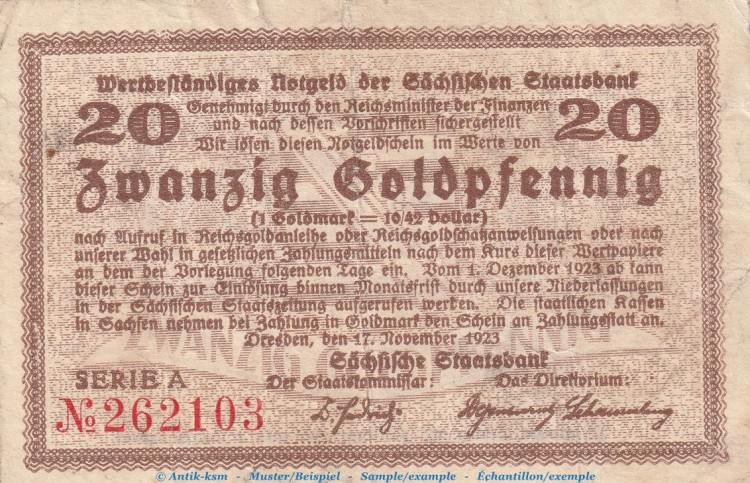 Wertbeständiges Notgeld der Sächsischen Staatsbank
20 Genehmigt durch den Reichsminister der Finanzen 20
und nach dessen Vorschriften sichergestellt
Wir lösen diesen Notgeldschein im Werte von
Zwanzig Goldpfennig
(1 Goldmark = 10/42 Dollar)
nach Aufruf in Reichsgoldanleihe oder Reichsgoldschatzanweisungen oder nach
unserer Wahl in gesetzlichen Zahlungsmitteln nach dem Kurs dieser Wertpapiere
an dem der Vorlegung folgenden Tage ein. Vom 1. Dezember 1923 ab kann
dieser Schein zur Einlösung binnen Monatsfrist durch unsere Niederlassungen
in der Sächsischen Staatszeitung aufgerufen werden. Die staatlichen Kassen
in Sachsen nehmen bei Zahlung in Goldmark den Schein an Zahlungsstatt an.
Dresden, den 17. November 1923
Sächsische Staatsbank
SERIE A Der Staatskommissar: Das Direktorium:
№ 262103
© Antik-ksm - Muster/Beispiel - Sample/example - Échantillon/exemple